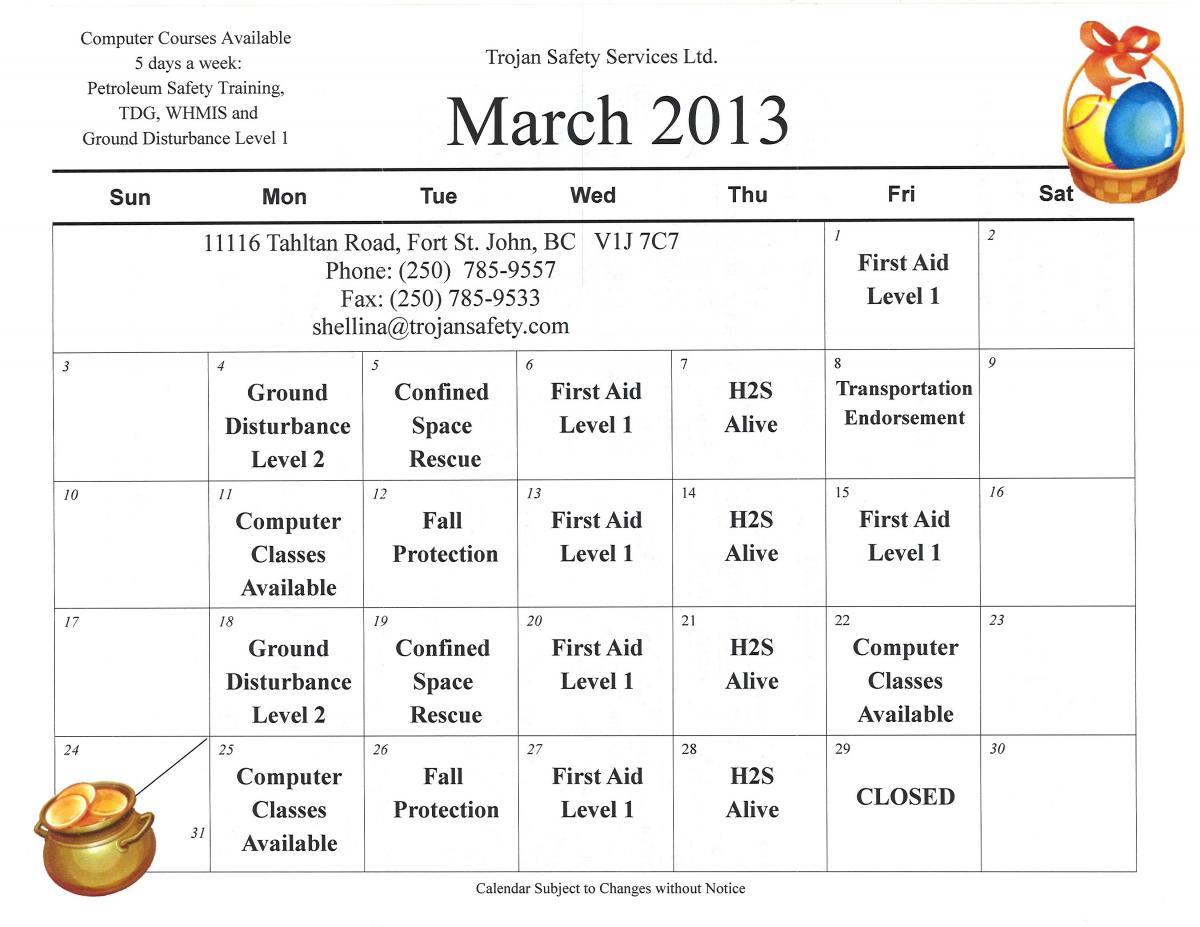 Computer Courses Available
5 days a week:
Petroleum Safety Training,
TDG, WHMIS and
Ground Disturbance Level 1
Trojan Safety Services Ltd.
March 2013
Sun Mon Tue Wed Thu Fri Sat
11116 Tahltan Road, Fort St. John, BC V1J 7C7
Phone: (250) 785-9557
Fax: (250) 785-9533
shellina@trojansafety.com
1
First Aid
Level 1
2
3
4
Ground
Disturbance
Level 2
5
Confined
Space
Rescue
6
First Aid
Level 1
7
H2S
Alive
8
Transportation
Endorsement
9
10
11
Computer
Classes
Available
12
Fall
Protection
13
First Aid
Level 1
14
H2S
Alive
15
First Aid
Level 1
16
17
18
Ground
Disturbance
Level 2
19
Confined
Space
Rescue
20
First Aid
Level 1
21
H2S
Alive
22
Computer
Classes
Available
23
24
31
25
Computer
Classes
Available
26
Fall
Protection
27
First Aid
Level 1
28
H2S
Alive
29
CLOSED
30
Calendar Subject to Changes without Notice